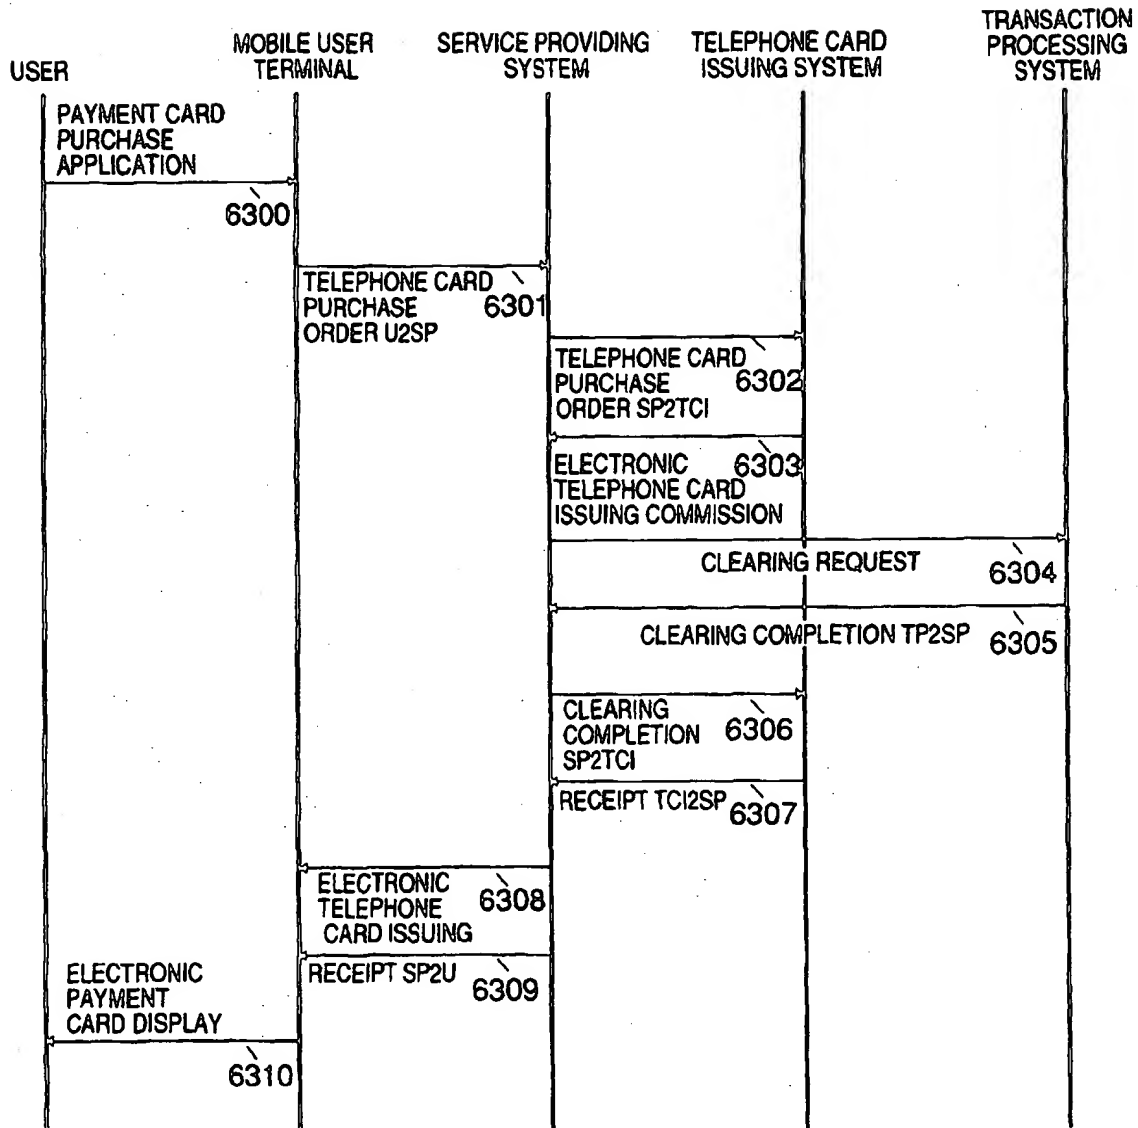 USER
MOBILE USER
TERMINAL
SERVICE PROVIDING
SYSTEM
TELEPHONE CARD
ISSUING SYSTEM
TRANSACTION
PROCESSING
SYSTEM
PAYMENT CARD
PURCHASE
APPLICATION
6300
TELEPHONE CARD
PURCHASE
ORDER U2SP
6301
TELEPHONE CARD
PURCHASE
ORDER SP2TCI
6302
ELECTRONIC
TELEPHONE CARD
ISSUING COMMISSION
6303
CLEARING REQUEST
6304
CLEARING COMPLETION TP2SP
6305
CLEARING
COMPLETION
SP2TCI
6306
RECEIPT TCI2SP
6307
ELECTRONIC
TELEPHONE
CARD ISSUING
6308
RECEIPT SP2U
6309
ELECTRONIC
PAYMENT
CARD DISPLAY
6310